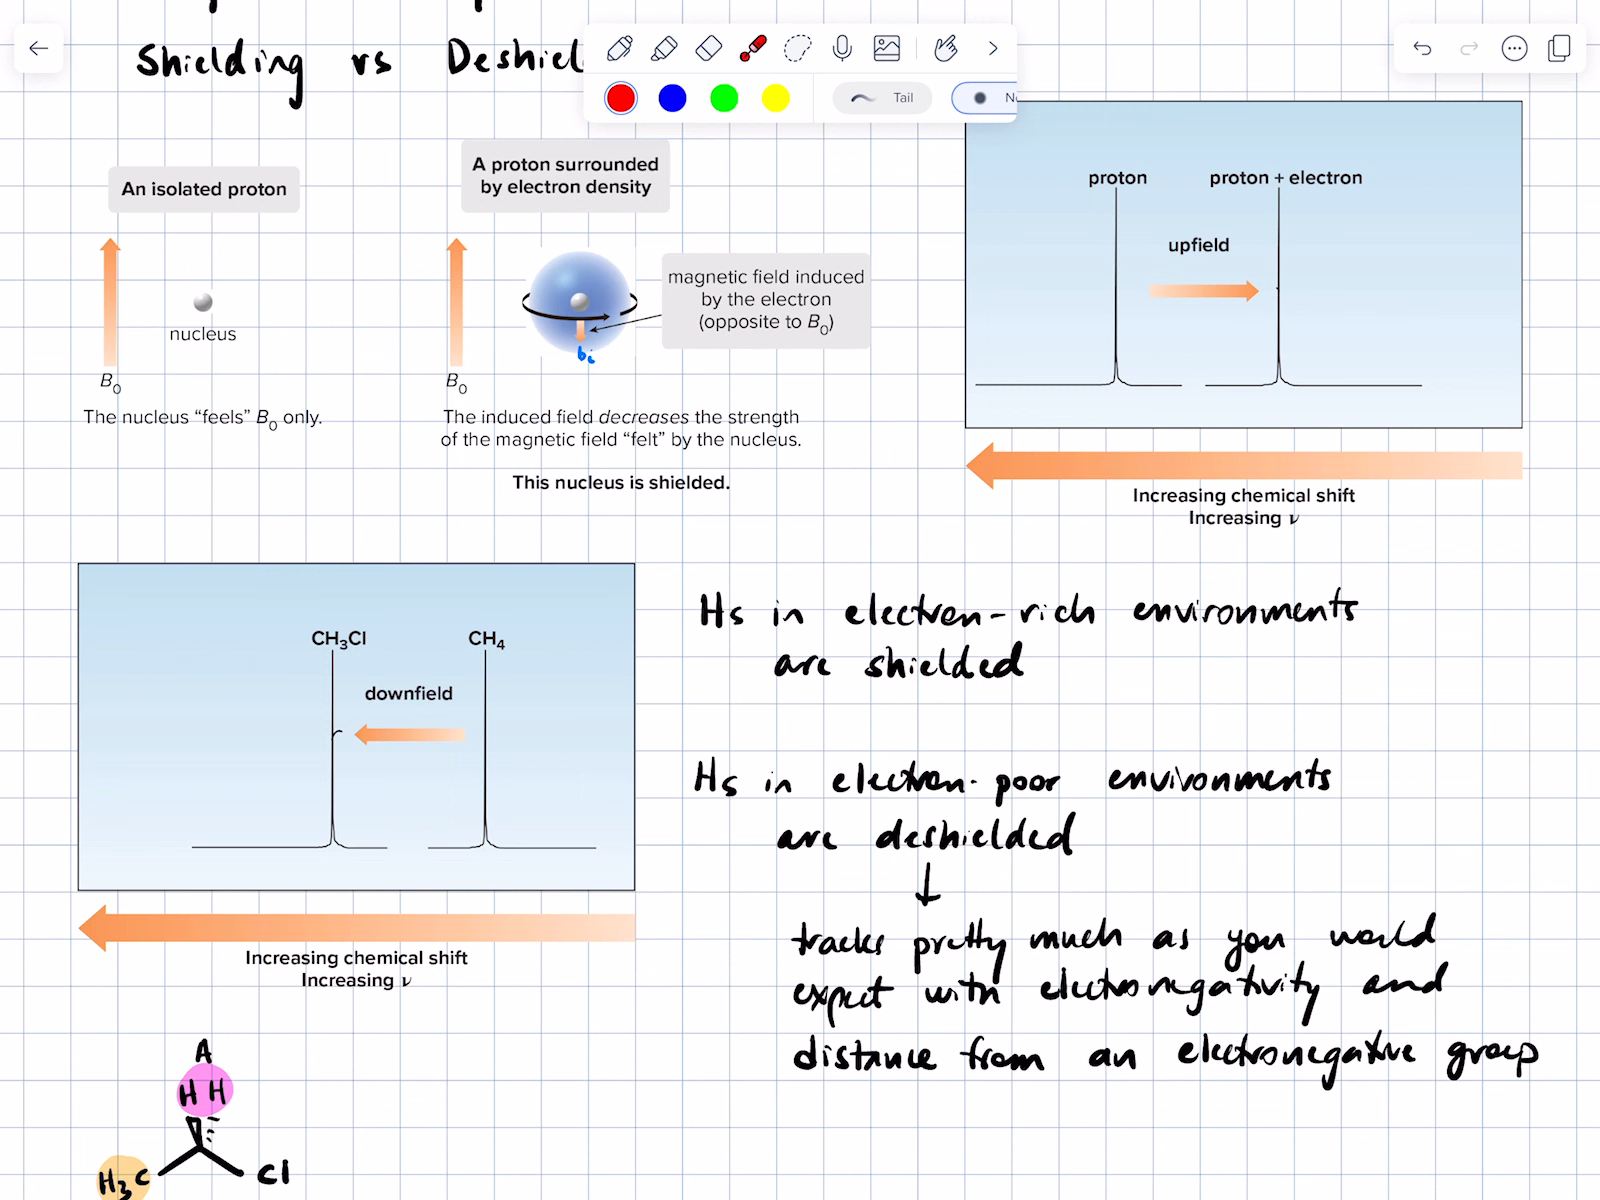 Shielding vs Deshiel
Tail
An isolated proton
A proton surrounded
by electron density
proton
proton + electron
upfield
nucleus
magnetic field induced
by the electron
(opposite to B₀)
bᵢ
B₀
B₀
The nucleus “feels” B₀ only.
The induced field decreases the strength
of the magnetic field “felt” by the nucleus.
This nucleus is shielded.
Increasing chemical shift
Increasing ν
CH₃Cl
CH₄
downfield
Increasing chemical shift
Increasing ν
Hs in electron-rich environments
are shielded
Hs in electron-poor environments
are deshielded
↓
tracks pretty much as you would
expect with electronegativity and
distance from an electronegative group
A
H H
H₃C
Cl